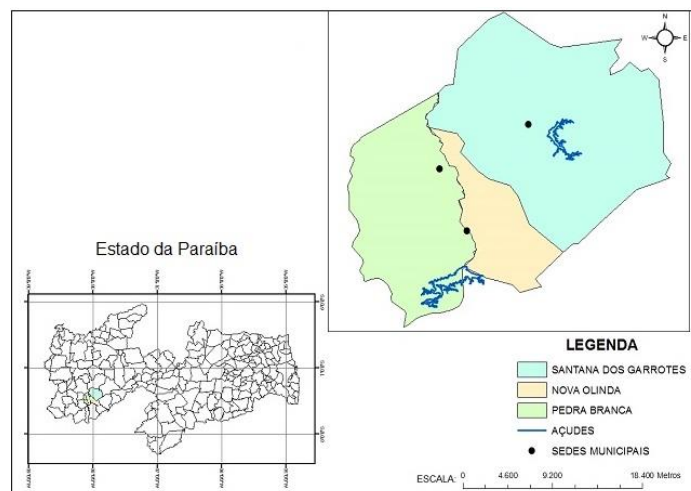 N
W E
S
Estado da Paraíba
LEGENDA
SANTANA DOS GARROTES
NOVA OLINDA
PEDRA BRANCA
AÇUDES
SEDES MUNICIPAIS
ESCALA: 0 4.600 9.200 18.400 Metros